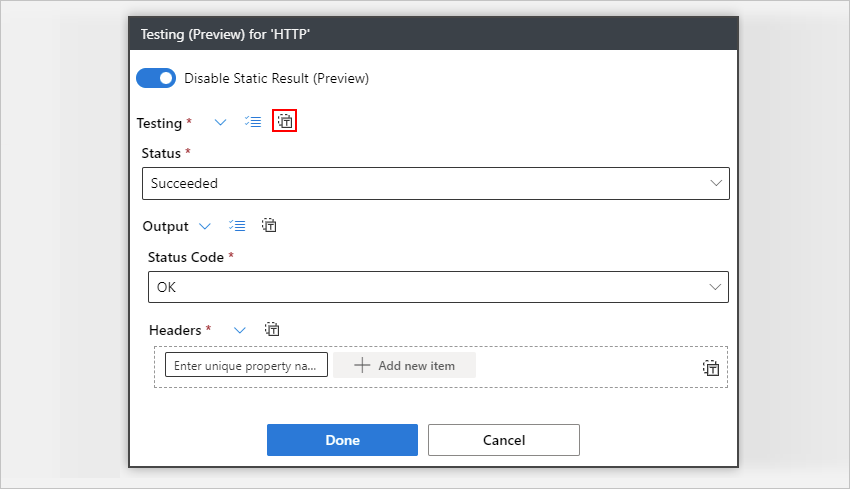 Testing (Preview) for 'HTTP'
Disable Static Result (Preview)
Testing *
Status *
Succeeded
Output
Status Code *
OK
Headers *
Enter unique property na... Add new item
Done Cancel